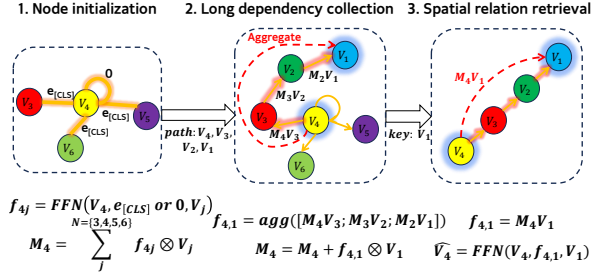 1. Node initialization
2. Long dependency collection
3. Spatial relation retrieval
0
e[CLS]
e[CLS]
e[CLS]
V3
V4
V5
V6
path: V4, V3,
V2, V1
Aggregate
V1
V2
M2V1
M3V2
V3
M4V3
V4
V5
V6
key: V1
V1
M4V1
V2
V3
V4
f4j = FFN(V4, e[CLS] or 0, Vj)
N={3,4,5,6}
M4 = ∑ f4j ⊗ Vj
j
f4,1 = agg([M4V3; M3V2; M2V1])
M4 = M4 + f4,1 ⊗ V1
f4,1 = M4V1
V̂4 = FFN(V4, f4,1, V1)